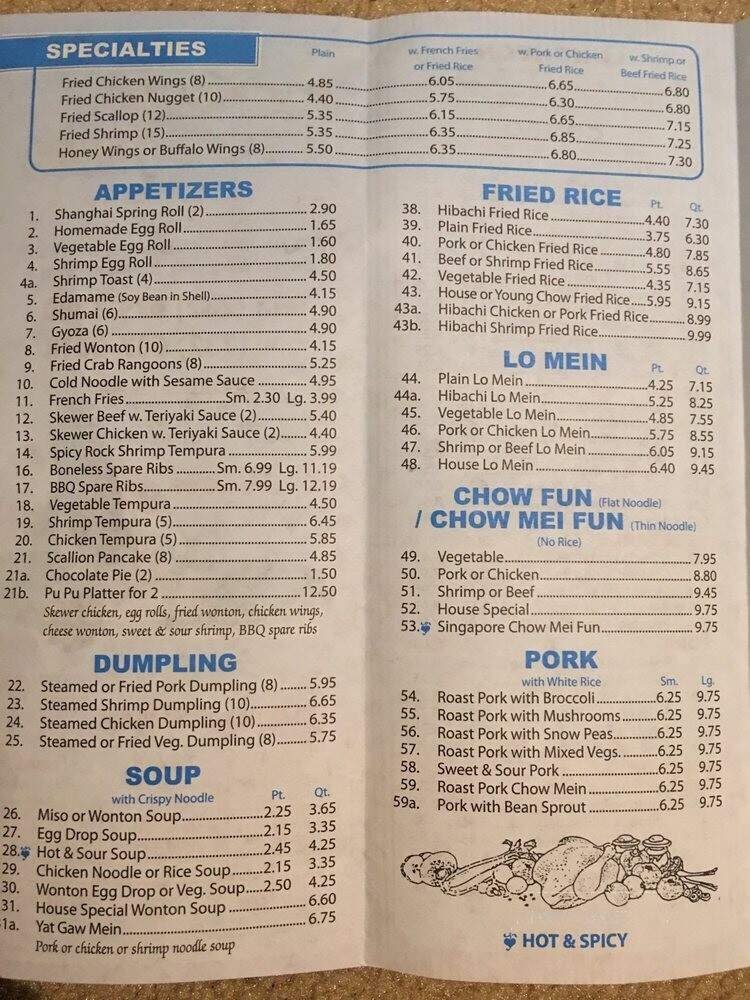 SPECIALTIES Plain w. French Fries or Fried Rice w. Pork or Chicken Fried Rice w. Shrimp or Beef Fried Rice
Fried Chicken Wings (8) 4.85 6.05 6.65 6.80
Fried Chicken Nugget (10) 4.40 5.75 6.30 6.80
Fried Scallop (12) 5.35 6.15 6.65 7.15
Fried Shrimp (15) 5.35 6.35 6.85 7.25
Honey Wings or Buffalo Wings (8) 5.50 6.35 6.80 7.30
APPETIZERS
1. Shanghai Spring Roll (2) 2.90
2. Homemade Egg Roll 1.65
3. Vegetable Egg Roll 1.60
4. Shrimp Egg Roll 1.80
4a. Shrimp Toast (4) 4.50
5. Edamame (Soy Bean in Shell) 4.15
6. Shumai (6) 4.90
7. Gyoza (6) 4.90
8. Fried Wonton (10) 4.15
9. Fried Crab Rangoons (8) 5.25
10. Cold Noodle with Sesame Sauce 4.95
11. French Fries Sm. 2.30 Lg. 3.99
12. Skewer Beef w. Teriyaki Sauce (2) 5.40
13. Skewer Chicken w. Teriyaki Sauce (2) 4.40
14. Spicy Rock Shrimp Tempura 5.99
16. Boneless Spare Ribs Sm. 6.99 Lg. 11.19
17. BBQ Spare Ribs Sm. 7.99 Lg. 12.19
18. Vegetable Tempura 4.50
19. Shrimp Tempura (5) 6.45
20. Chicken Tempura (5) 5.85
21. Scallion Pancake (8) 4.85
21a. Chocolate Pie (2) 1.50
21b. Pu Pu Platter for 2 12.50
Skewer chicken, egg rolls, fried wonton, chicken wings,
cheese wonton, sweet & sour shrimp, BBQ spare ribs
DUMPLING
22. Steamed or Fried Pork Dumpling (8) 5.95
23. Steamed Shrimp Dumpling (10) 6.65
24. Steamed Chicken Dumpling (10) 6.35
25. Steamed or Fried Veg. Dumpling (8) 5.75
SOUP
with Crispy Noodle Pt. Qt.
26. Miso or Wonton Soup 2.25 3.65
27. Egg Drop Soup 2.15 3.35
28. Hot & Sour Soup 2.45 4.25
29. Chicken Noodle or Rice Soup 2.15 3.35
30. Wonton Egg Drop or Veg. Soup 2.50 4.25
31. House Special Wonton Soup 6.60
1a. Yat Gaw Mein 6.75
Pork or chicken or shrimp noodle soup
FRIED RICE Pt. Qt.
38. Hibachi Fried Rice 4.40 7.30
39. Plain Fried Rice 3.75 6.30
40. Pork or Chicken Fried Rice 4.80 7.85
41. Beef or Shrimp Fried Rice 5.55 8.65
42. Vegetable Fried Rice 4.35 7.15
43. House or Young Chow Fried Rice 5.95 9.15
43a. Hibachi Chicken or Pork Fried Rice 8.99
43b. Hibachi Shrimp Fried Rice 9.99
LO MEIN Pt. Qt.
44. Plain Lo Mein 4.25 7.15
44a. Hibachi Lo Mein 5.25 8.25
45. Vegetable Lo Mein 4.85 7.55
46. Pork or Chicken Lo Mein 5.75 8.55
47. Shrimp or Beef Lo Mein 6.05 9.15
48. House Lo Mein 6.40 9.45
CHOW FUN (Flat Noodle)
/ CHOW MEI FUN (Thin Noodle)
(No Rice)
49. Vegetable 7.95
50. Pork or Chicken 8.80
51. Shrimp or Beef 9.45
52. House Special 9.75
53. Singapore Chow Mei Fun 9.75
PORK
with White Rice Sm. Lg.
54. Roast Pork with Broccoli 6.25 9.75
55. Roast Pork with Mushrooms 6.25 9.75
56. Roast Pork with Snow Peas 6.25 9.75
57. Roast Pork with Mixed Vegs. 6.25 9.75
58. Sweet & Sour Pork 6.25 9.75
59. Roast Pork Chow Mein 6.25 9.75
59a. Pork with Bean Sprout 6.25 9.75
HOT & SPICY